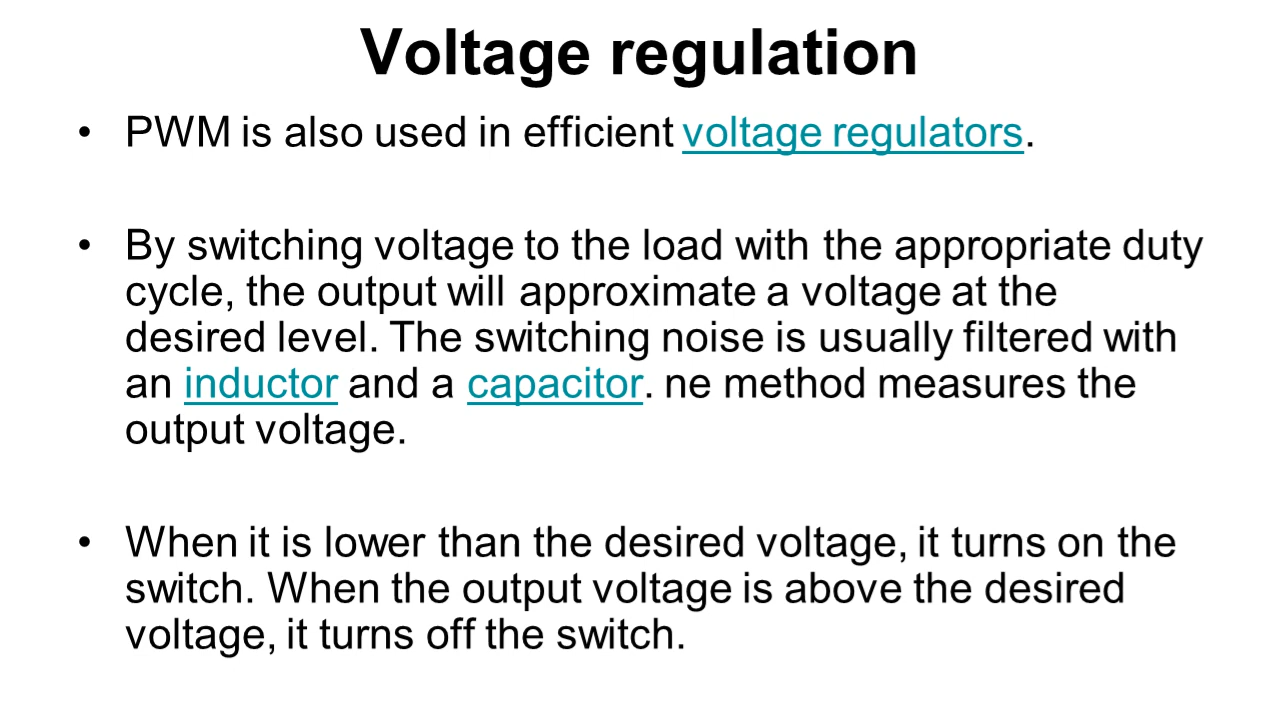 Voltage regulation
• PWM is also used in efficient voltage regulators.
• By switching voltage to the load with the appropriate duty
cycle, the output will approximate a voltage at the
desired level. The switching noise is usually filtered with
an inductor and a capacitor. ne method measures the
output voltage.
• When it is lower than the desired voltage, it turns on the
switch. When the output voltage is above the desired
voltage, it turns off the switch.